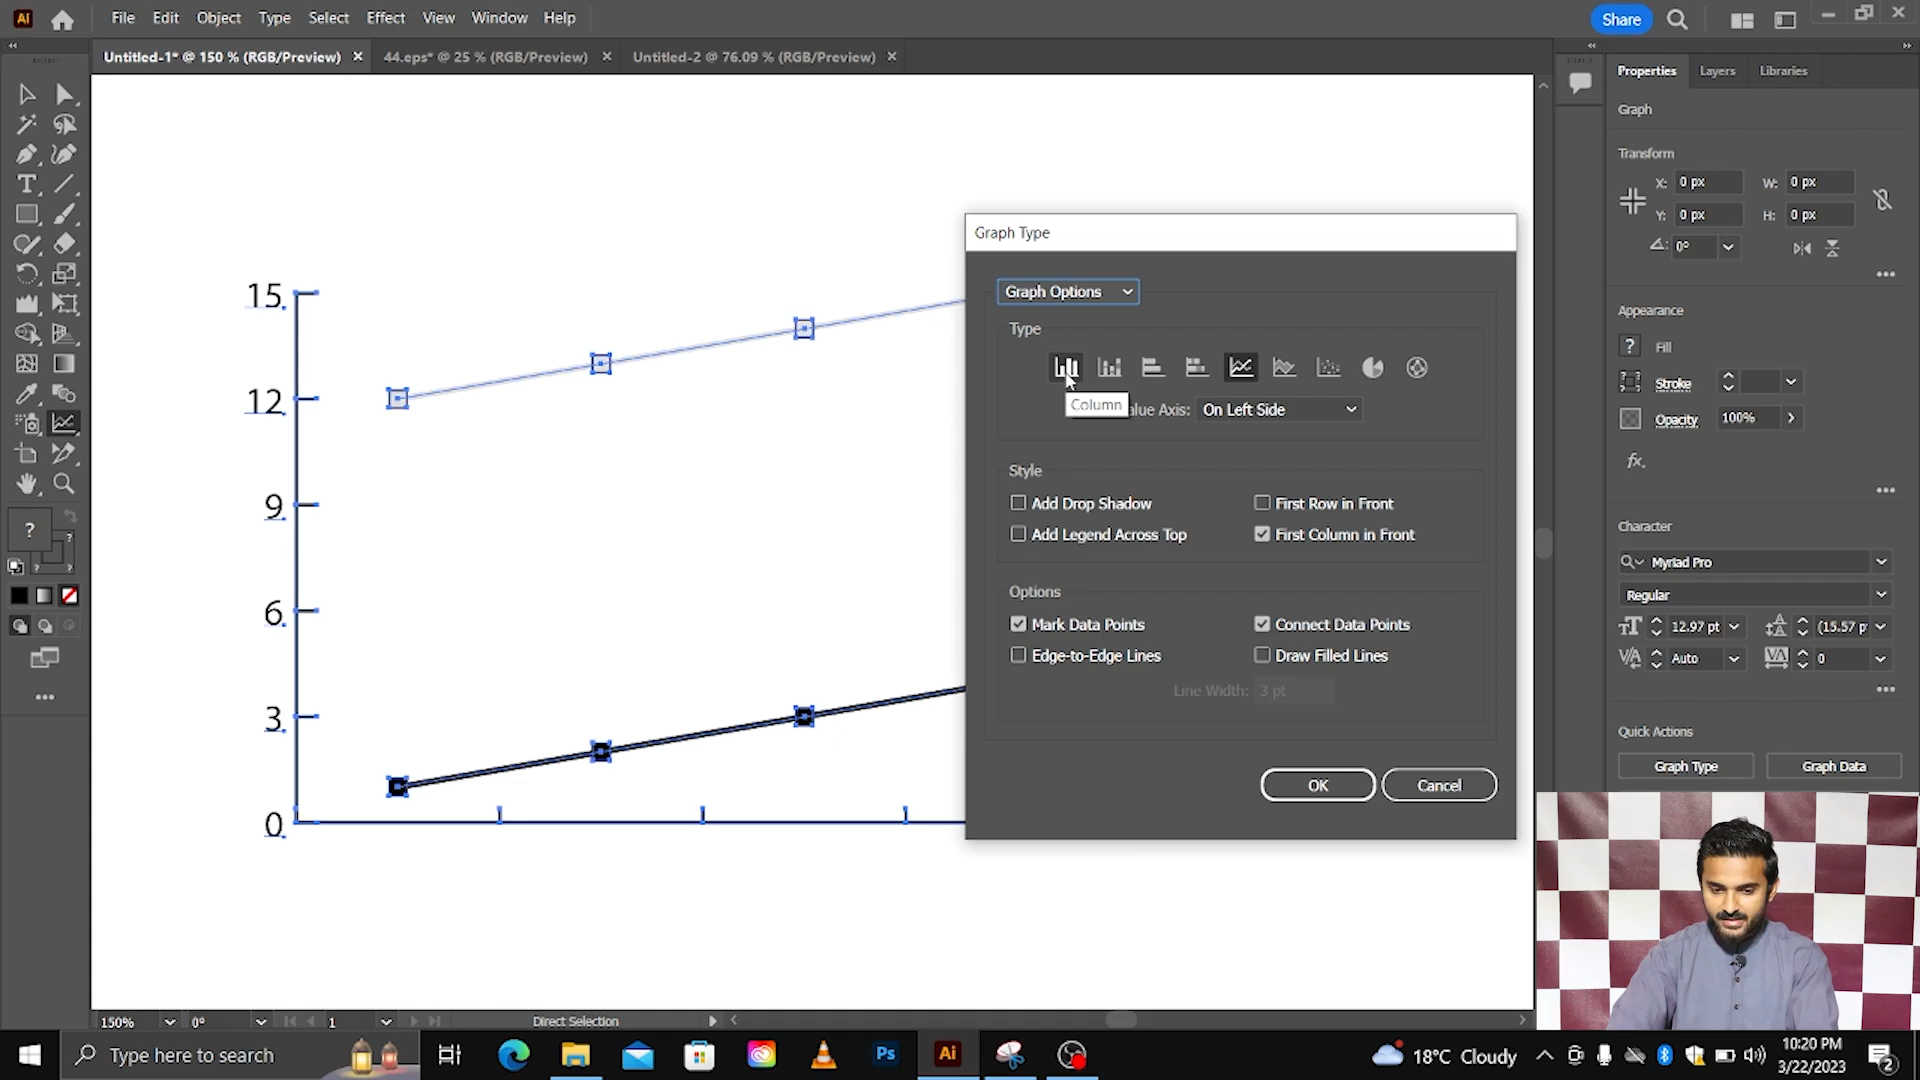 Ai File Edit Object Type Select Effect View Window Help Share
Untitled-1* @ 150 % (RGB/Preview) 44.eps* @ 25 % (RGB/Preview) Untitled-2 @ 76.09 % (RGB/Preview)
Properties Layers Libraries
Graph
Transform
X: 0 px W: 0 px
Y: 0 px H: 0 px
0°
Appearance
? Fill
Stroke
Opacity 100%
fx.
Character
Myriad Pro
Regular
12.97 pt (15.57 p
Auto 0
Quick Actions
Graph Type Graph Data
15
12
9
6
3
0
Graph Type
Graph Options
Type
Column
alue Axis: On Left Side
Style
Add Drop Shadow First Row in Front
Add Legend Across Top First Column in Front
Options
Mark Data Points Connect Data Points
Edge-to-Edge Lines Draw Filled Lines
Line Width: 3 pt
OK Cancel
150% 0° 1 Direct Selection
Type here to search Ps Ai 18°C Cloudy
10:20 PM
3/22/2023
2